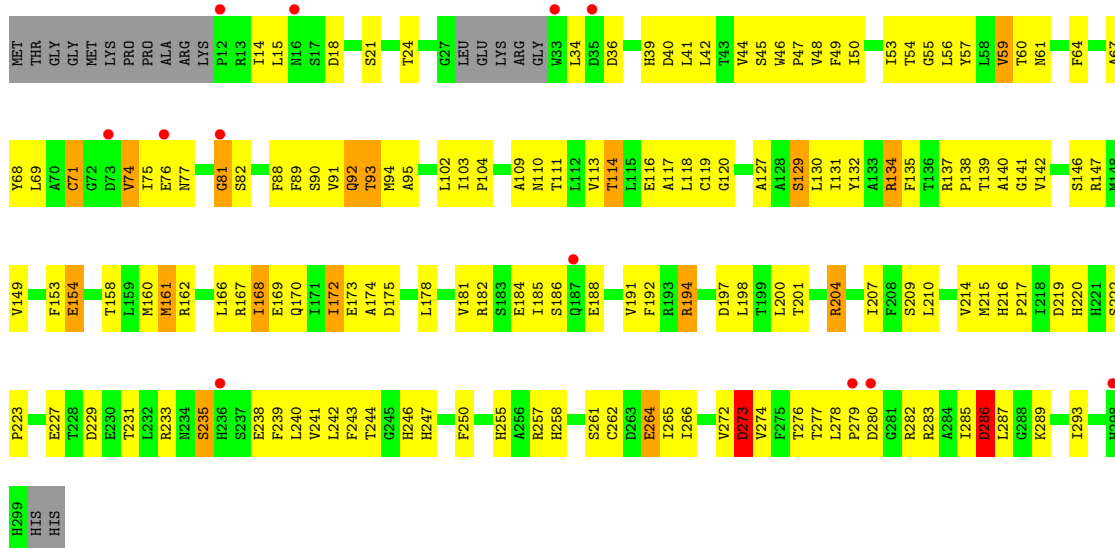 MET THR GLY GLY MET LYS PRO PRO ALA ARG LYS P12 R13 I14 L15 N16 S17 D18 S21 T24 G27 LEU GLU LYS ARG GLY W33 L34 D35 D36 H39 D40 L41 L42 T43 V44 S45 W46 P47 V48 F49 I50 I53 T54 G55 L56 Y57 L58 V59 T60 N61 F64 A67
Y68 L69 A70 C71 G72 D73 V74 I75 E76 N77 G81 S82 F88 F89 S90 V91 Q92 T93 M94 A95 L102 I103 P104 A109 N110 T111 L112 V113 T114 L115 E116 A117 L118 C119 G120 A127 A128 S129 L130 I131 Y132 A133 R134 F135 T136 R137 P138 T139 A140 G141 V142 S146 R147 M148
V149 F153 E154 T158 L159 M160 M161 R162 L166 R167 I168 E169 Q170 I171 I172 E173 A174 D175 L178 V181 R182 S183 E184 I185 S186 Q187 E188 V191 F192 R193 R194 D197 L198 T199 L200 T201 R204 I207 F208 S209 L210 V214 M215 H216 P217 I218 D219 H220 H221 S222
P223 E227 T228 D229 E230 T231 L232 R233 N234 S235 H236 S237 E238 F239 L240 V241 L242 F243 T244 G245 H246 H247 F250 H255 A256 R257 H258 S261 C262 D263 E264 I265 I266 V272 D273 V274 F275 T276 T277 L278 P279 D280 G281 R282 R283 A284 I285 D286 L287 G288 K289 I293 H298
H299 HIS HIS